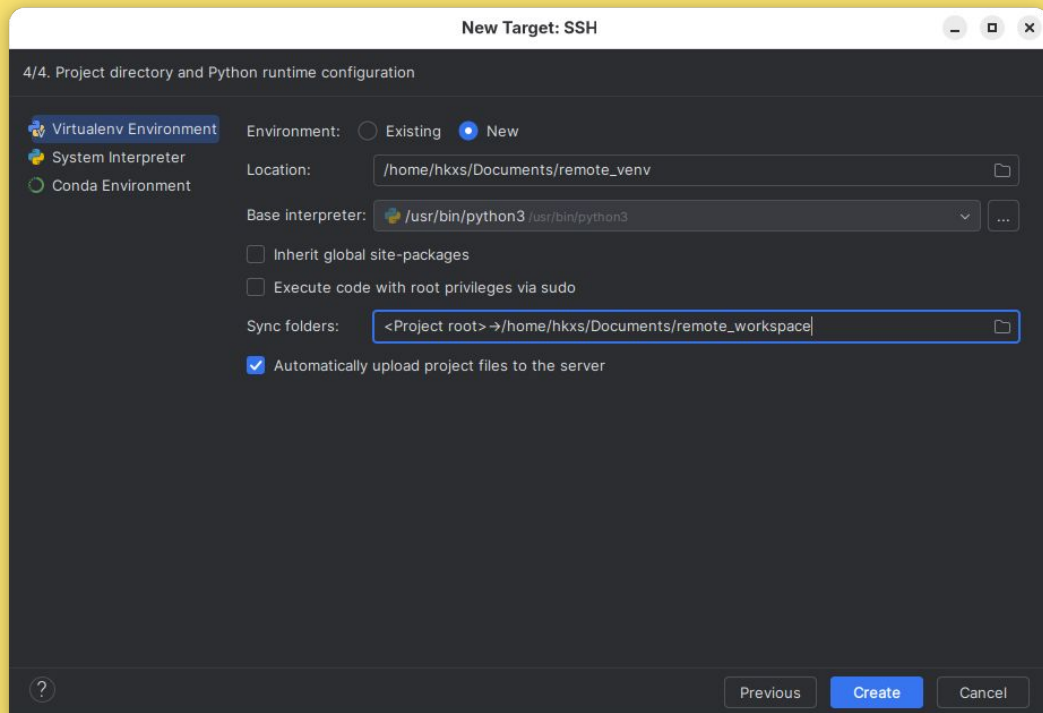 New Target: SSH
4/4. Project directory and Python runtime configuration
Virtualenv Environment
System Interpreter
Conda Environment
Environment: Existing New
Location: /home/hkxs/Documents/remote_venv
Base interpreter: /usr/bin/python3 /usr/bin/python3 ...
Inherit global site-packages
Execute code with root privileges via sudo
Sync folders: <Project root>→/home/hkxs/Documents/remote_workspace
Automatically upload project files to the server
? Previous Create Cancel